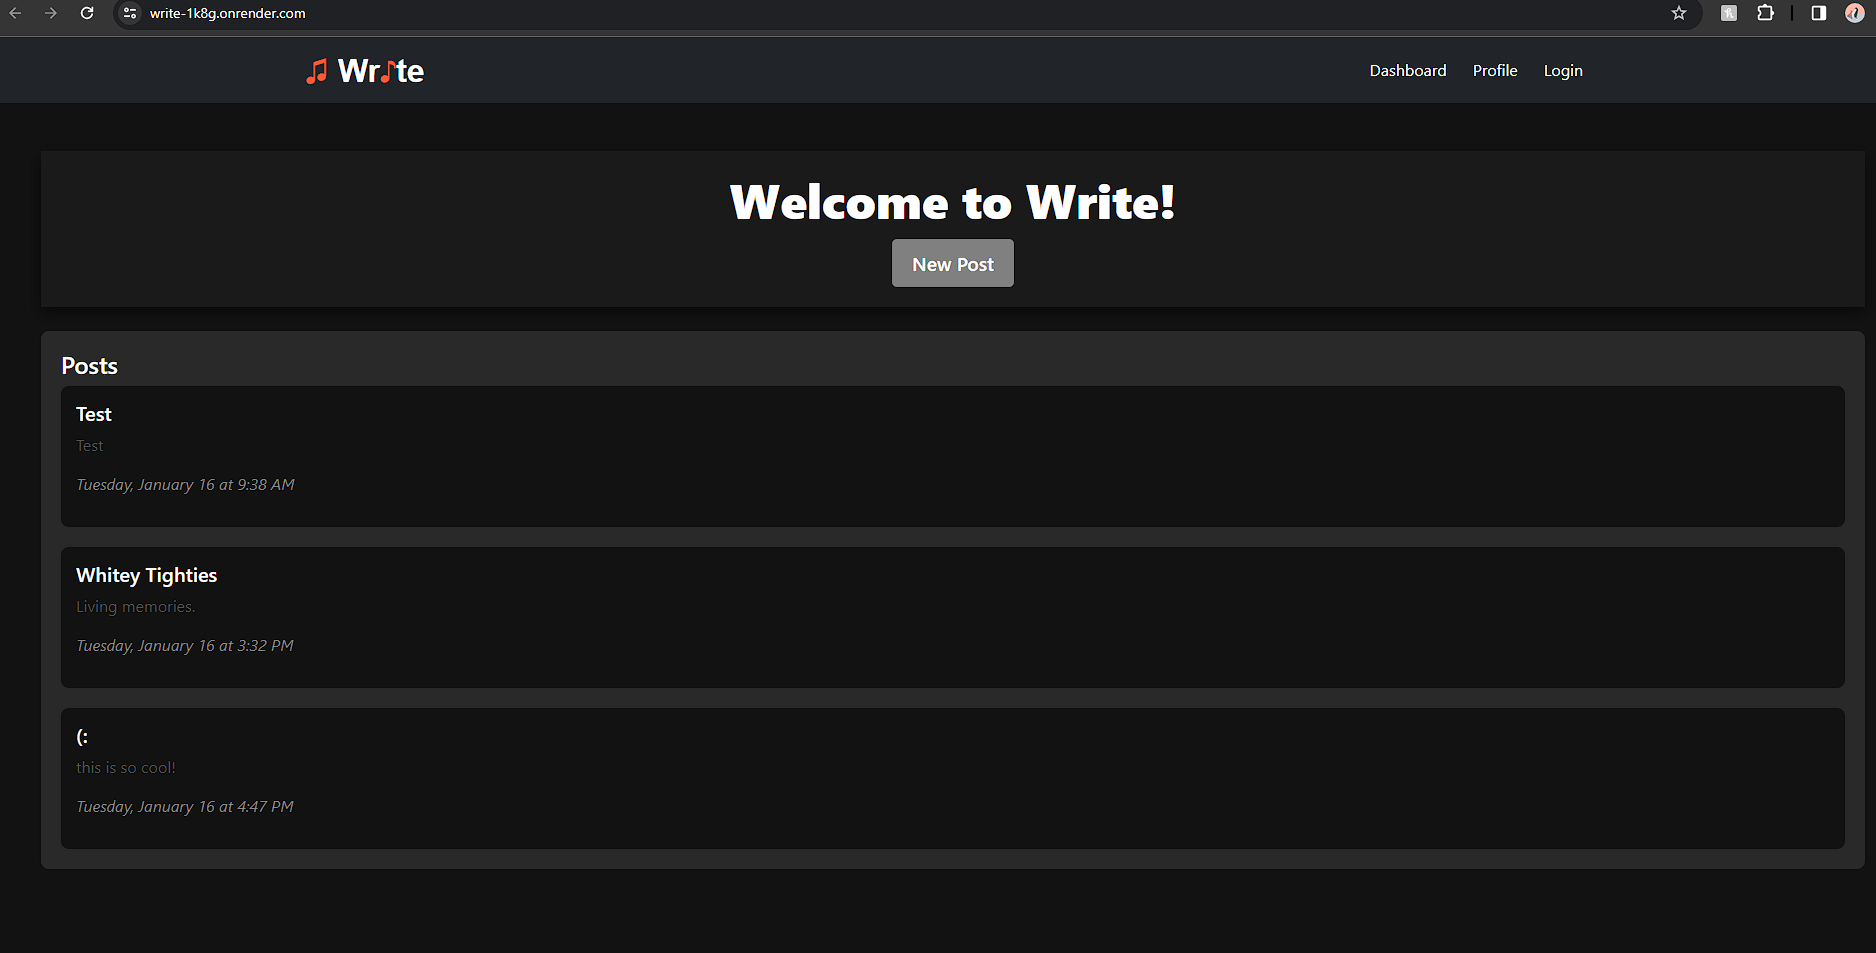 write-1k8g.onrender.com
Wr te
Dashboard Profile Login
Welcome to Write!
New Post
Posts
Test
Test
Tuesday, January 16 at 9:38 AM
Whitey Tighties
Living memories.
Tuesday, January 16 at 3:32 PM
(:
this is so cool!
Tuesday, January 16 at 4:47 PM